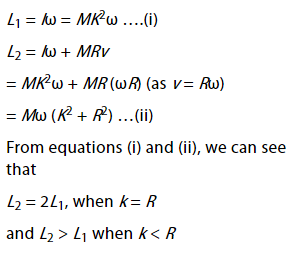 L₁ = Iω = MK²ω ....(i)
L₂ = Iω + MRv
= MK²ω + MR(ωR) (as v = Rω)
= Mω (K² + R²) ...(ii)
From equations (i) and (ii), we can see
that
L₂ = 2L₁, when k = R
and L₂ > L₁ when k < R